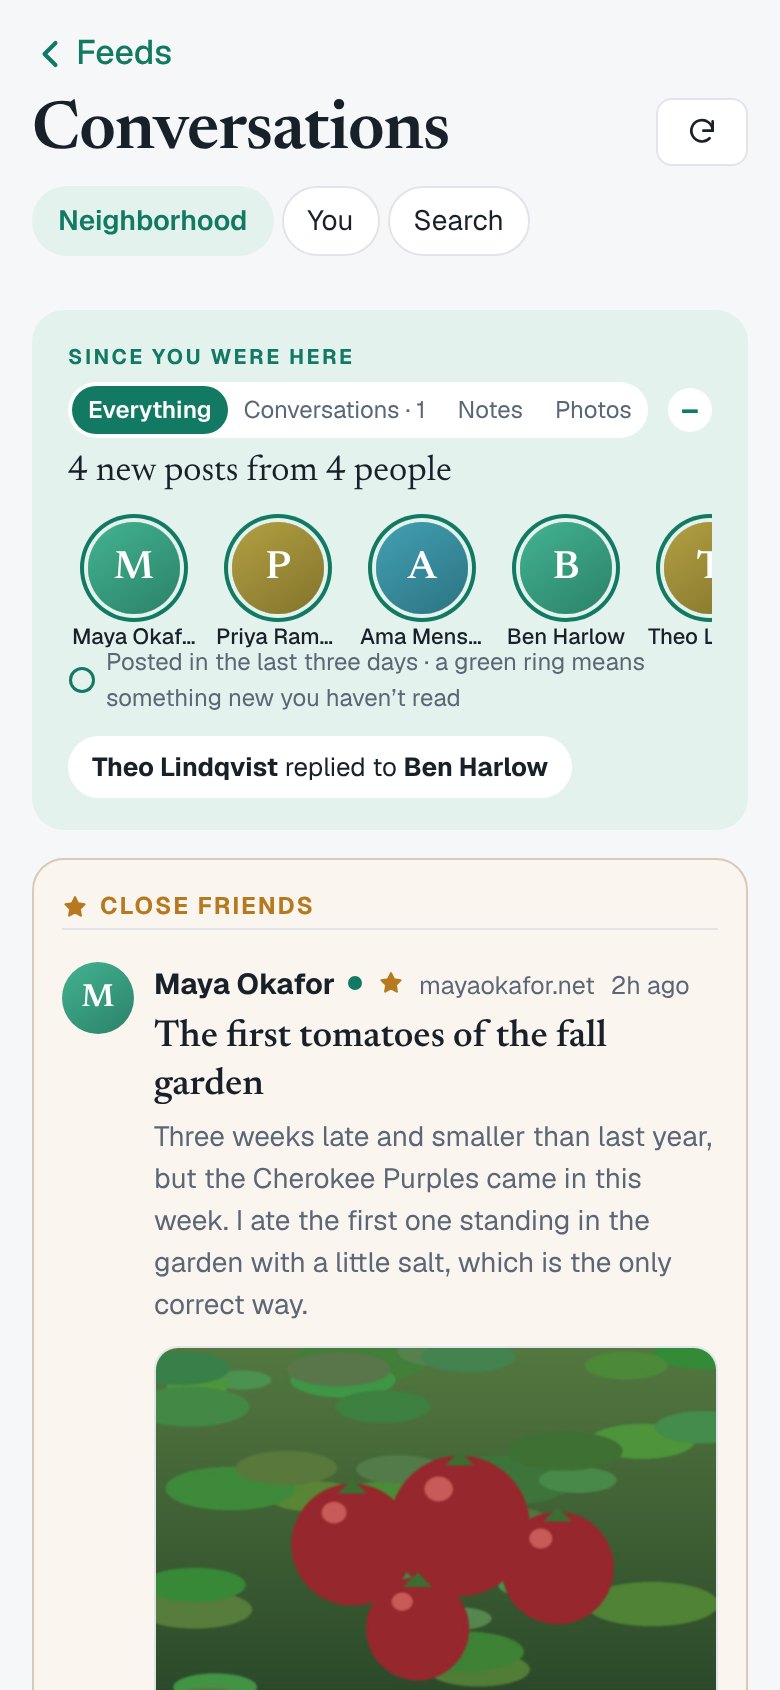 Feeds
Conversations
Neighborhood You Search
SINCE YOU WERE HERE
Everything Conversations · 1 Notes Photos
4 new posts from 4 people
M P A B T
Maya Okaf... Priya Ram... Ama Mens... Ben Harlow Theo L
Posted in the last three days · a green ring means
something new you haven’t read
Theo Lindqvist replied to Ben Harlow
CLOSE FRIENDS
M
Maya Okafor mayaokafor.net 2h ago
The first tomatoes of the fall
garden
Three weeks late and smaller than last year,
but the Cherokee Purples came in this
week. I ate the first one standing in the
garden with a little salt, which is the only
correct way.